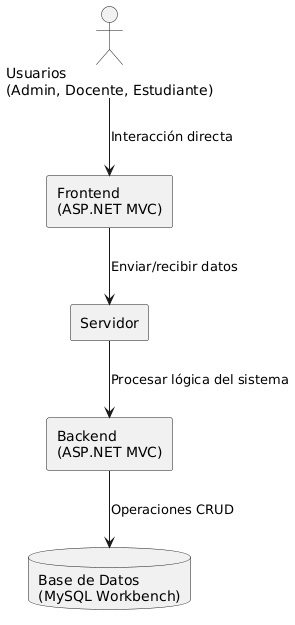 Usuarios
(Admin, Docente, Estudiante)
Interacción directa
Frontend
(ASP.NET MVC)
Enviar/recibir datos
Servidor
Procesar lógica del sistema
Backend
(ASP.NET MVC)
Operaciones CRUD
Base de Datos
(MySQL Workbench)